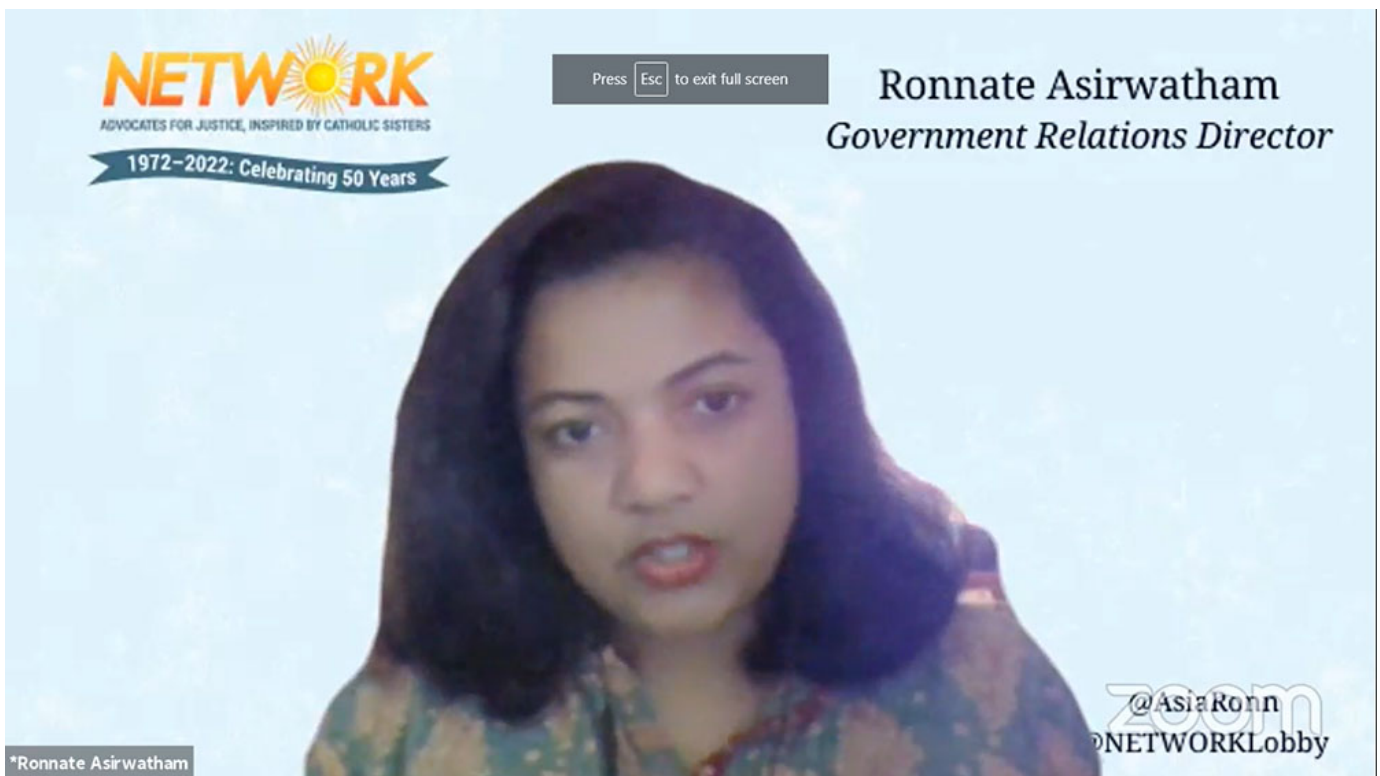 NETWORK
ADVOCATES FOR JUSTICE, INSPIRED BY CATHOLIC SISTERS
1972–2022: Celebrating 50 Years
Press Esc to exit full screen
Ronnate Asirwatham
Government Relations Director
@AsiaRonn
zoom
@NETWORKLobby
*Ronnate Asirwatham